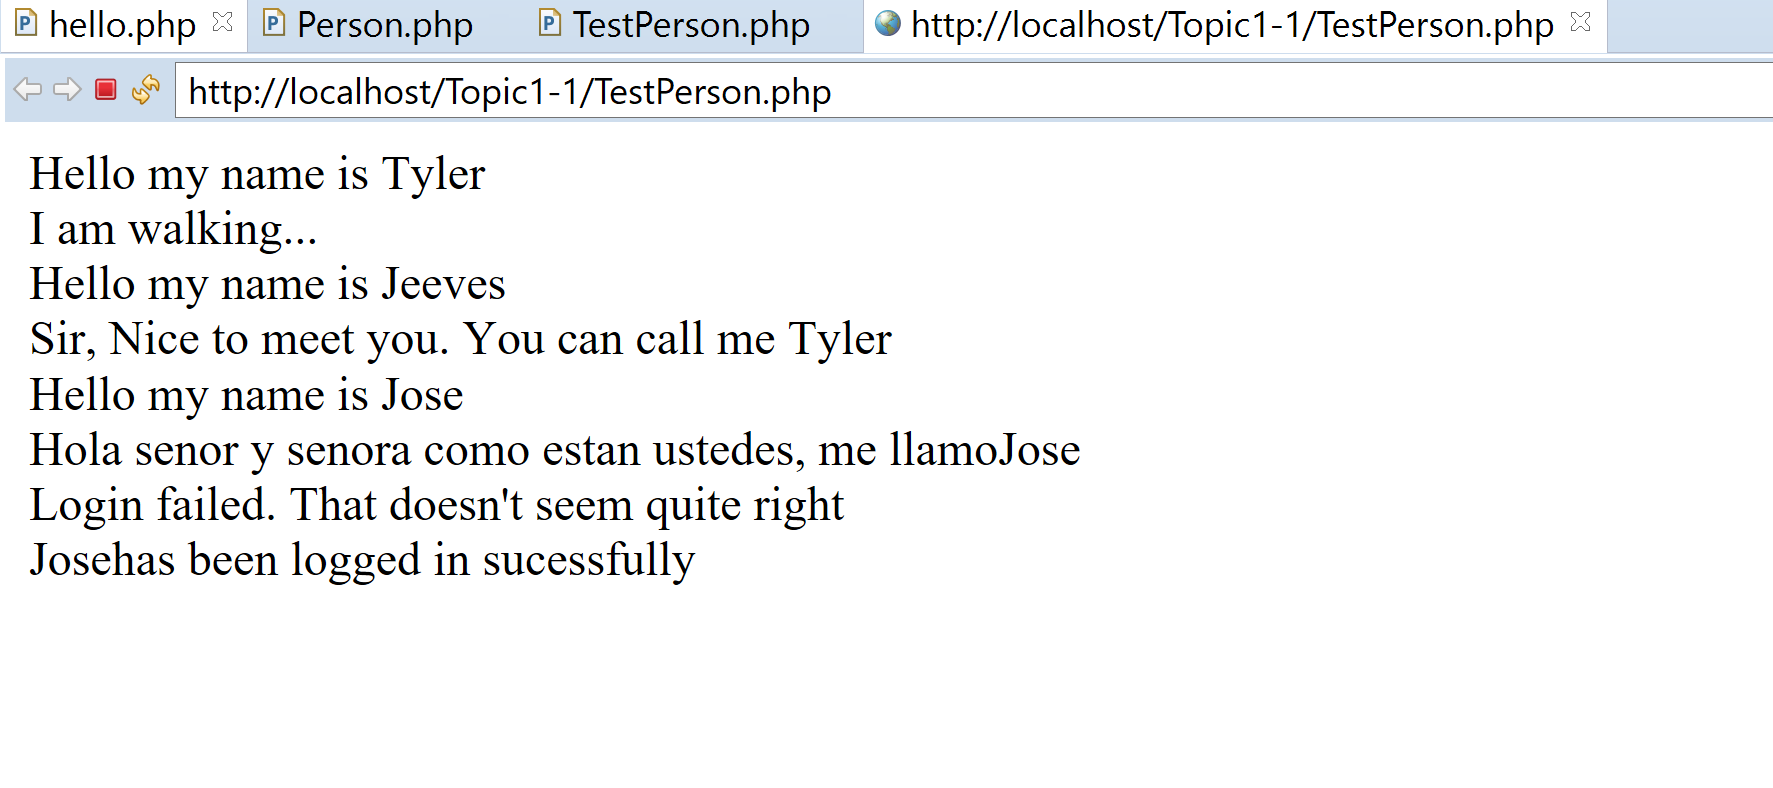 hello.php Person.php TestPerson.php http://localhost/Topic1-1/TestPerson.php
http://localhost/Topic1-1/TestPerson.php
Hello my name is Tyler
I am walking...
Hello my name is Jeeves
Sir, Nice to meet you. You can call me Tyler
Hello my name is Jose
Hola senor y senora como estan ustedes, me llamoJose
Login failed. That doesn't seem quite right
Josehas been logged in sucessfully